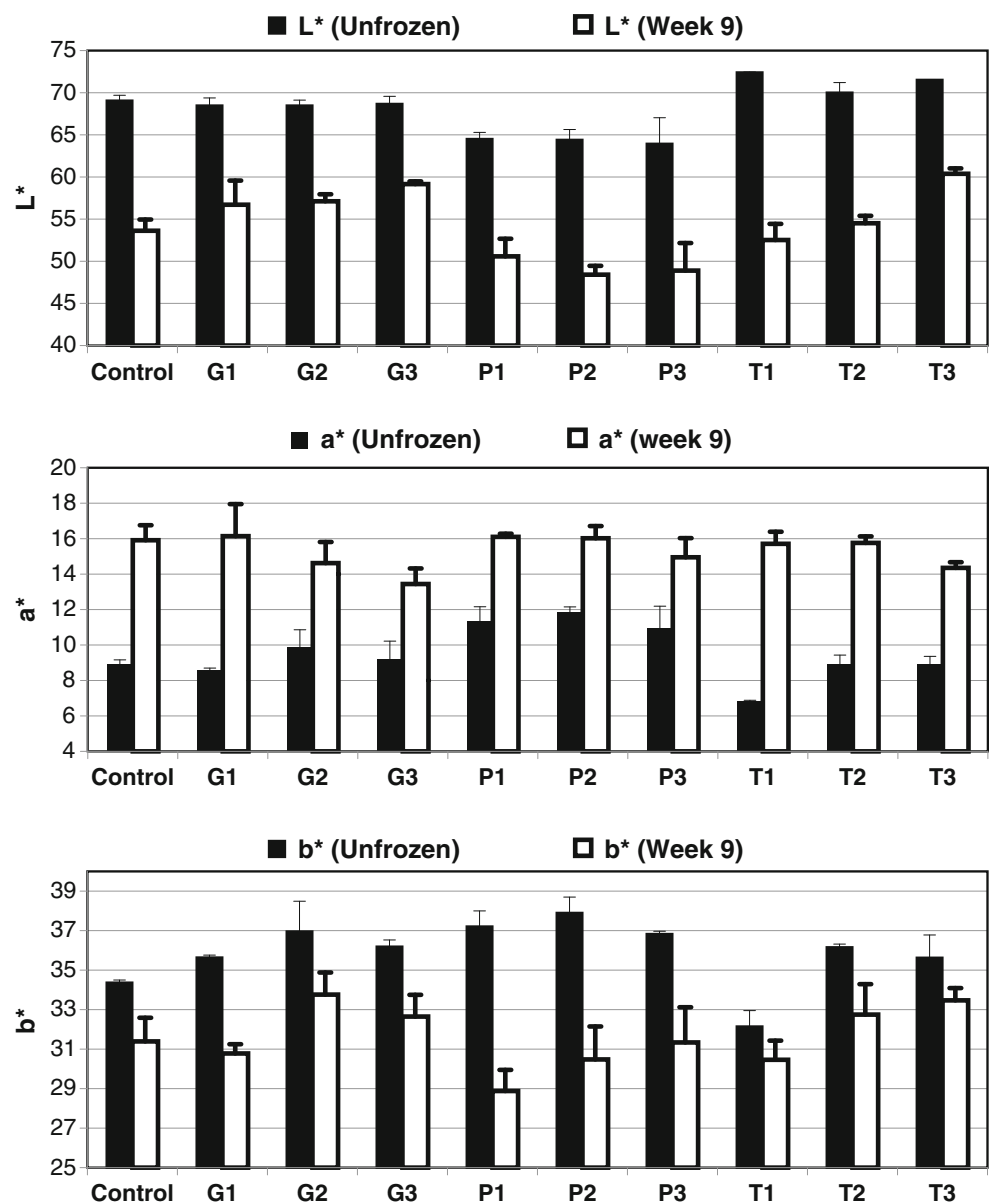 L* (Unfrozen) L* (Week 9)
75
70
65
60
55
50
45
40
L*
Control G1 G2 G3 P1 P2 P3 T1 T2 T3
a* (Unfrozen) a* (week 9)
20
18
16
14
12
10
8
6
4
a*
Control G1 G2 G3 P1 P2 P3 T1 T2 T3
b* (Unfrozen) b* (Week 9)
39
37
35
33
31
29
27
25
b*
Control G1 G2 G3 P1 P2 P3 T1 T2 T3